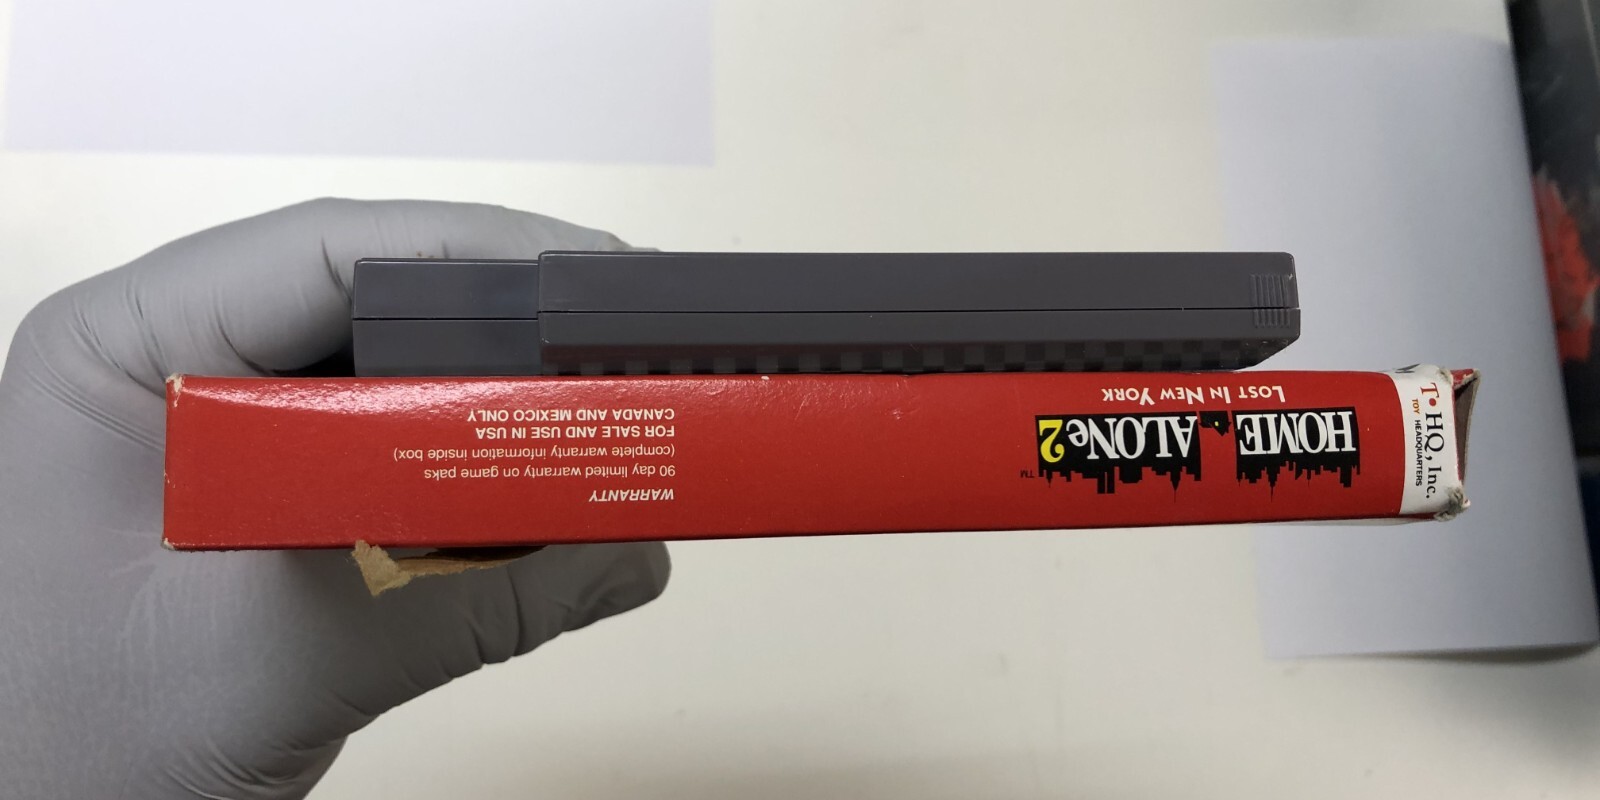 T•HQ, Inc.
TOY HEADQUARTERS
HOME ALONe 2
™
LOST IN NEW YORK
WARRANTY
90 day limited warranty on game paks
(complete warranty information inside box)
FOR SALE AND USE IN USA
CANADA AND MEXICO ONLY